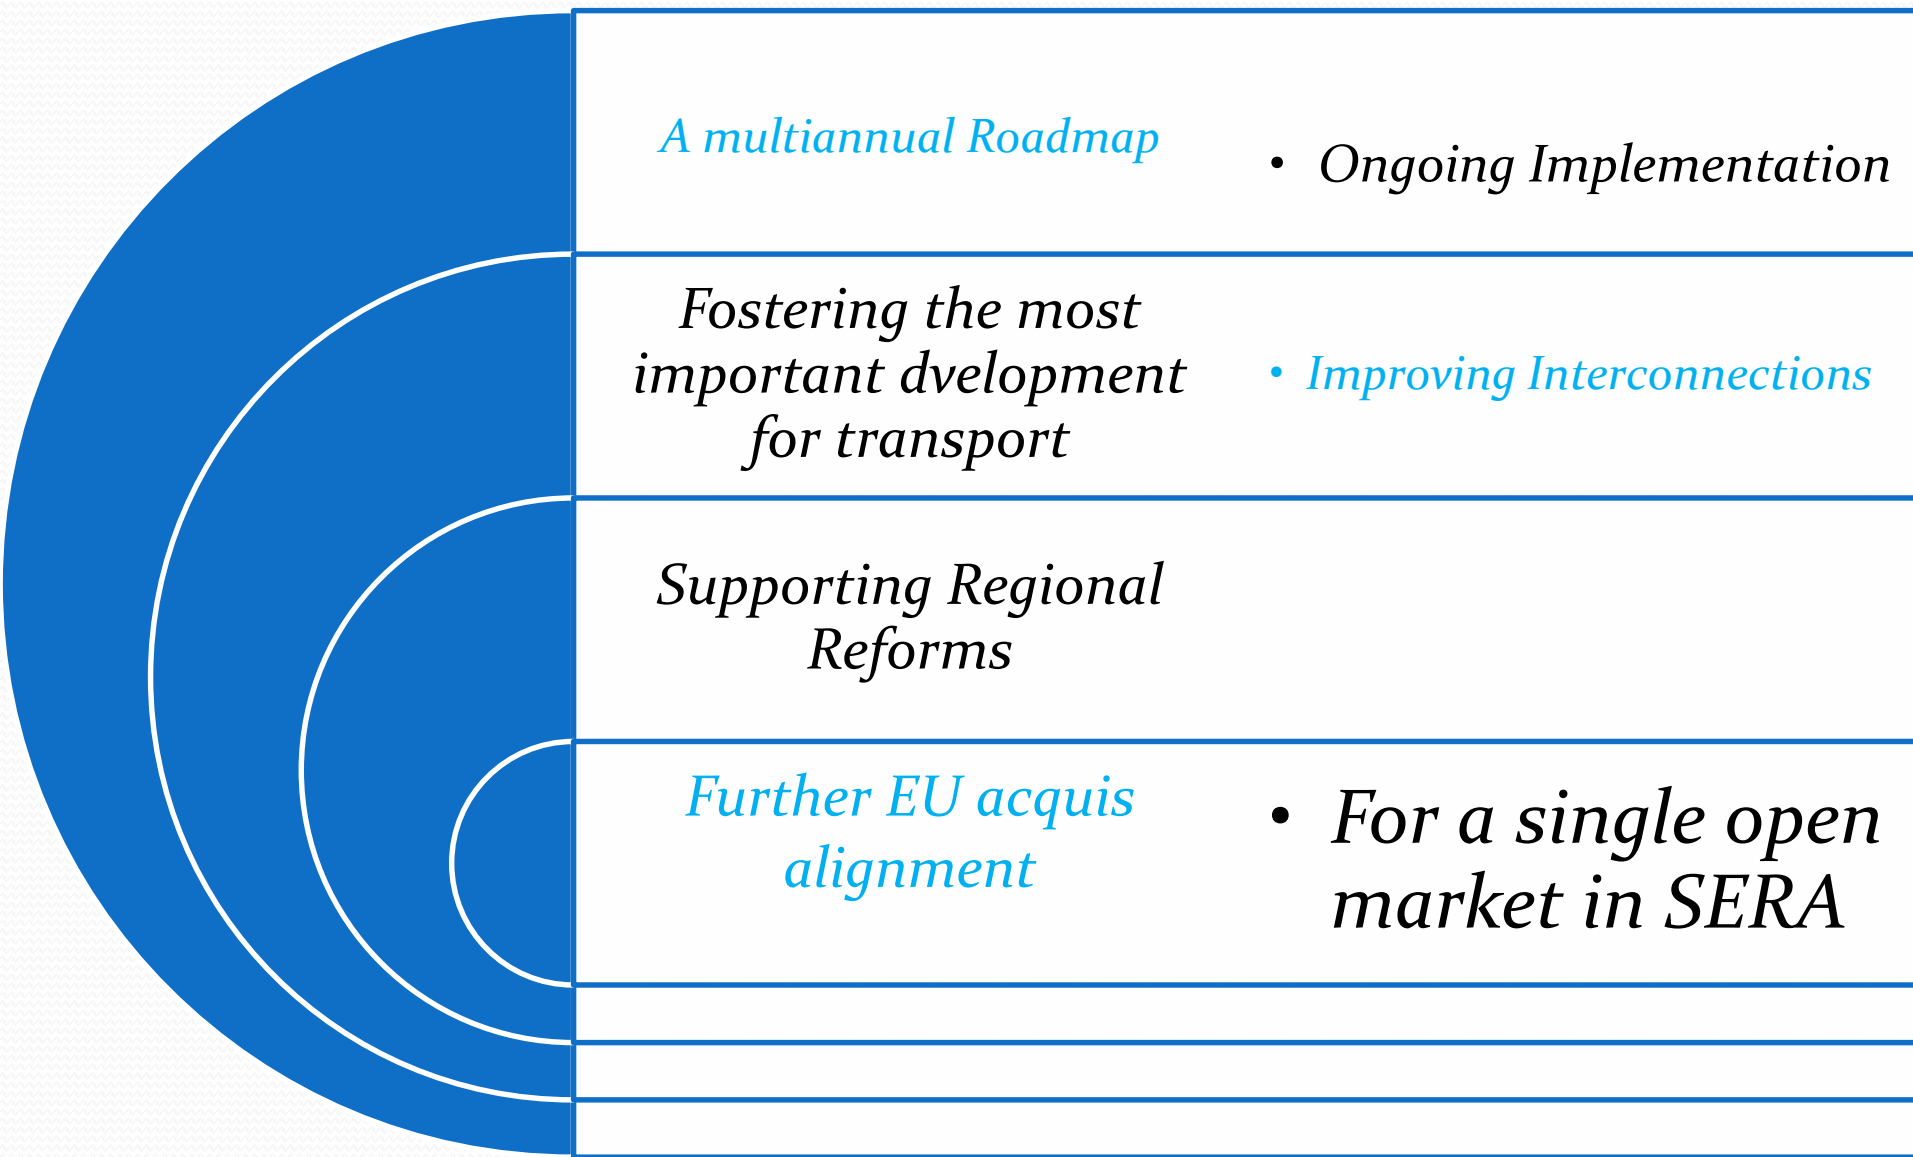 A multiannual Roadmap
• Ongoing Implementation
Fostering the most
important dvelopment
for transport
• Improving Interconnections
Supporting Regional
Reforms
Further EU acquis
alignment
• For a single open
market in SERA